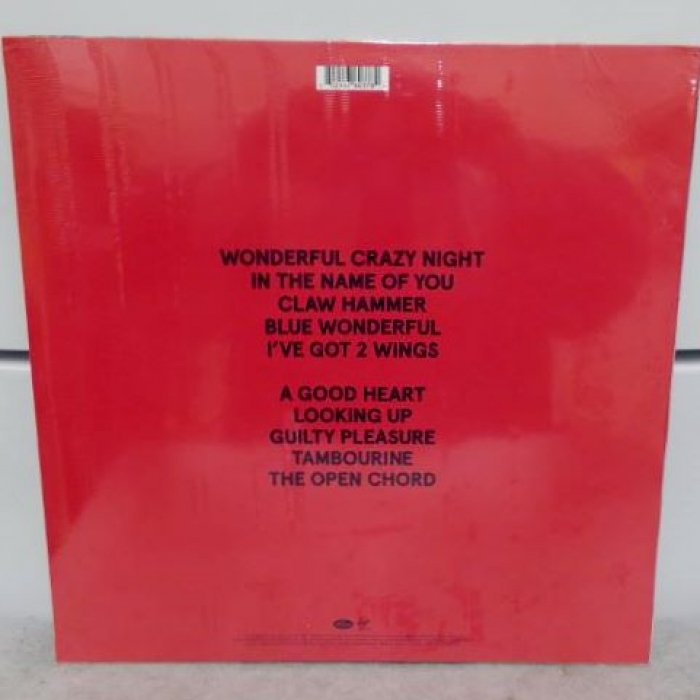 WONDERFUL CRAZY NIGHT
IN THE NAME OF YOU
CLAW HAMMER
BLUE WONDERFUL
I'VE GOT 2 WINGS
A GOOD HEART
LOOKING UP
GUILTY PLEASURE
TAMBOURINE
THE OPEN CHORD